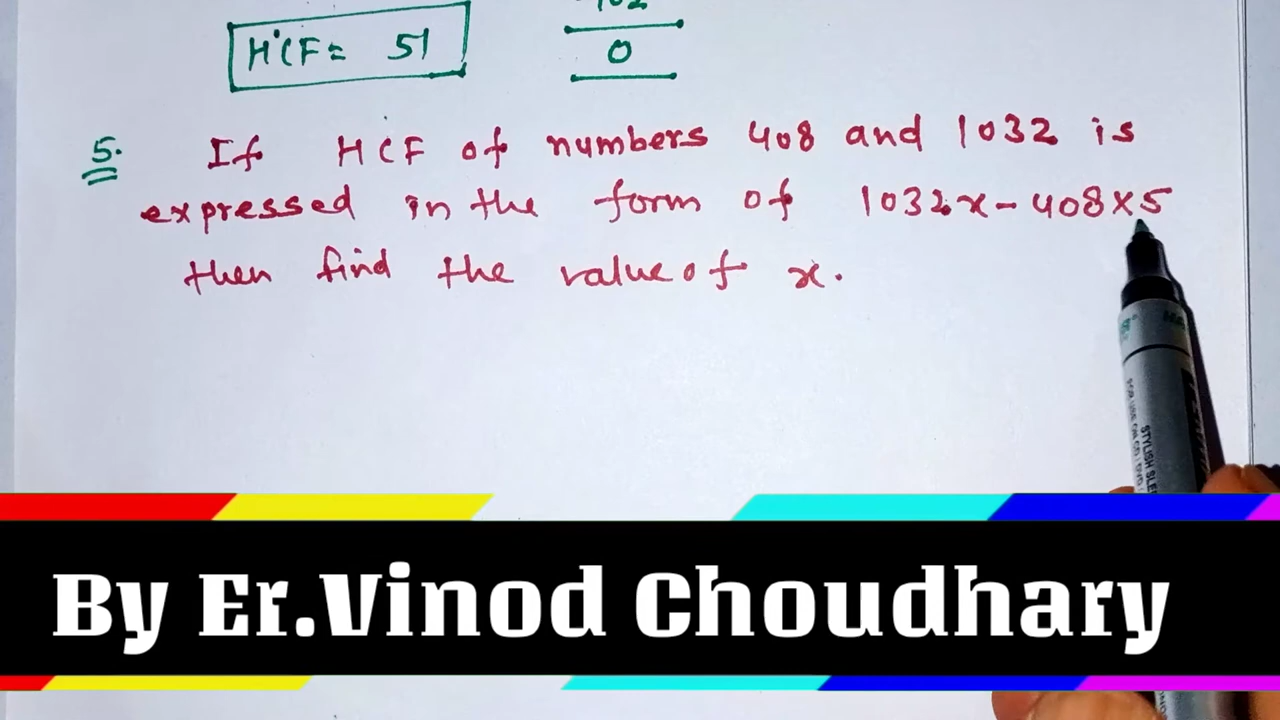 HCF= 51
0
5. If HCF of numbers 408 and 1032 is
expressed in the form of 1032x-408×5
then find the value of x.
By Er.Vinod Choudhary